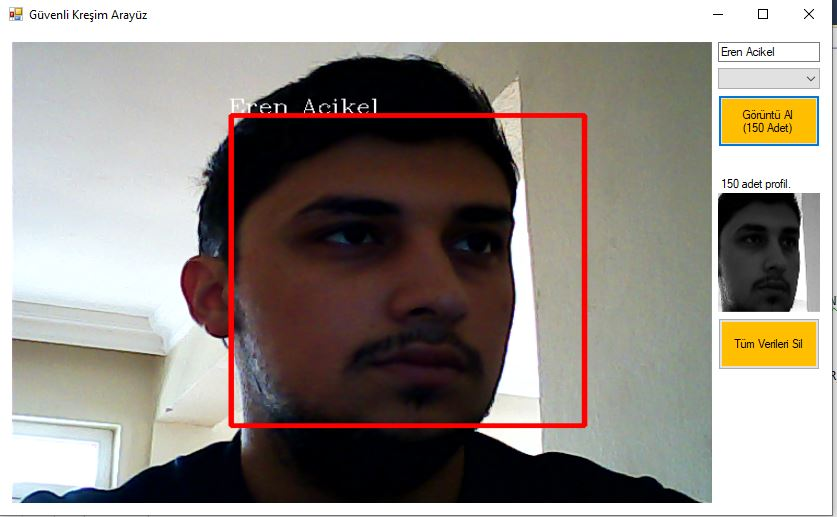 Güvenli Kreşim Arayüz
Eren Acikel
Eren Acikel
Görüntü Al
(150 Adet)
150 adet profil.
Tüm Verileri Sil